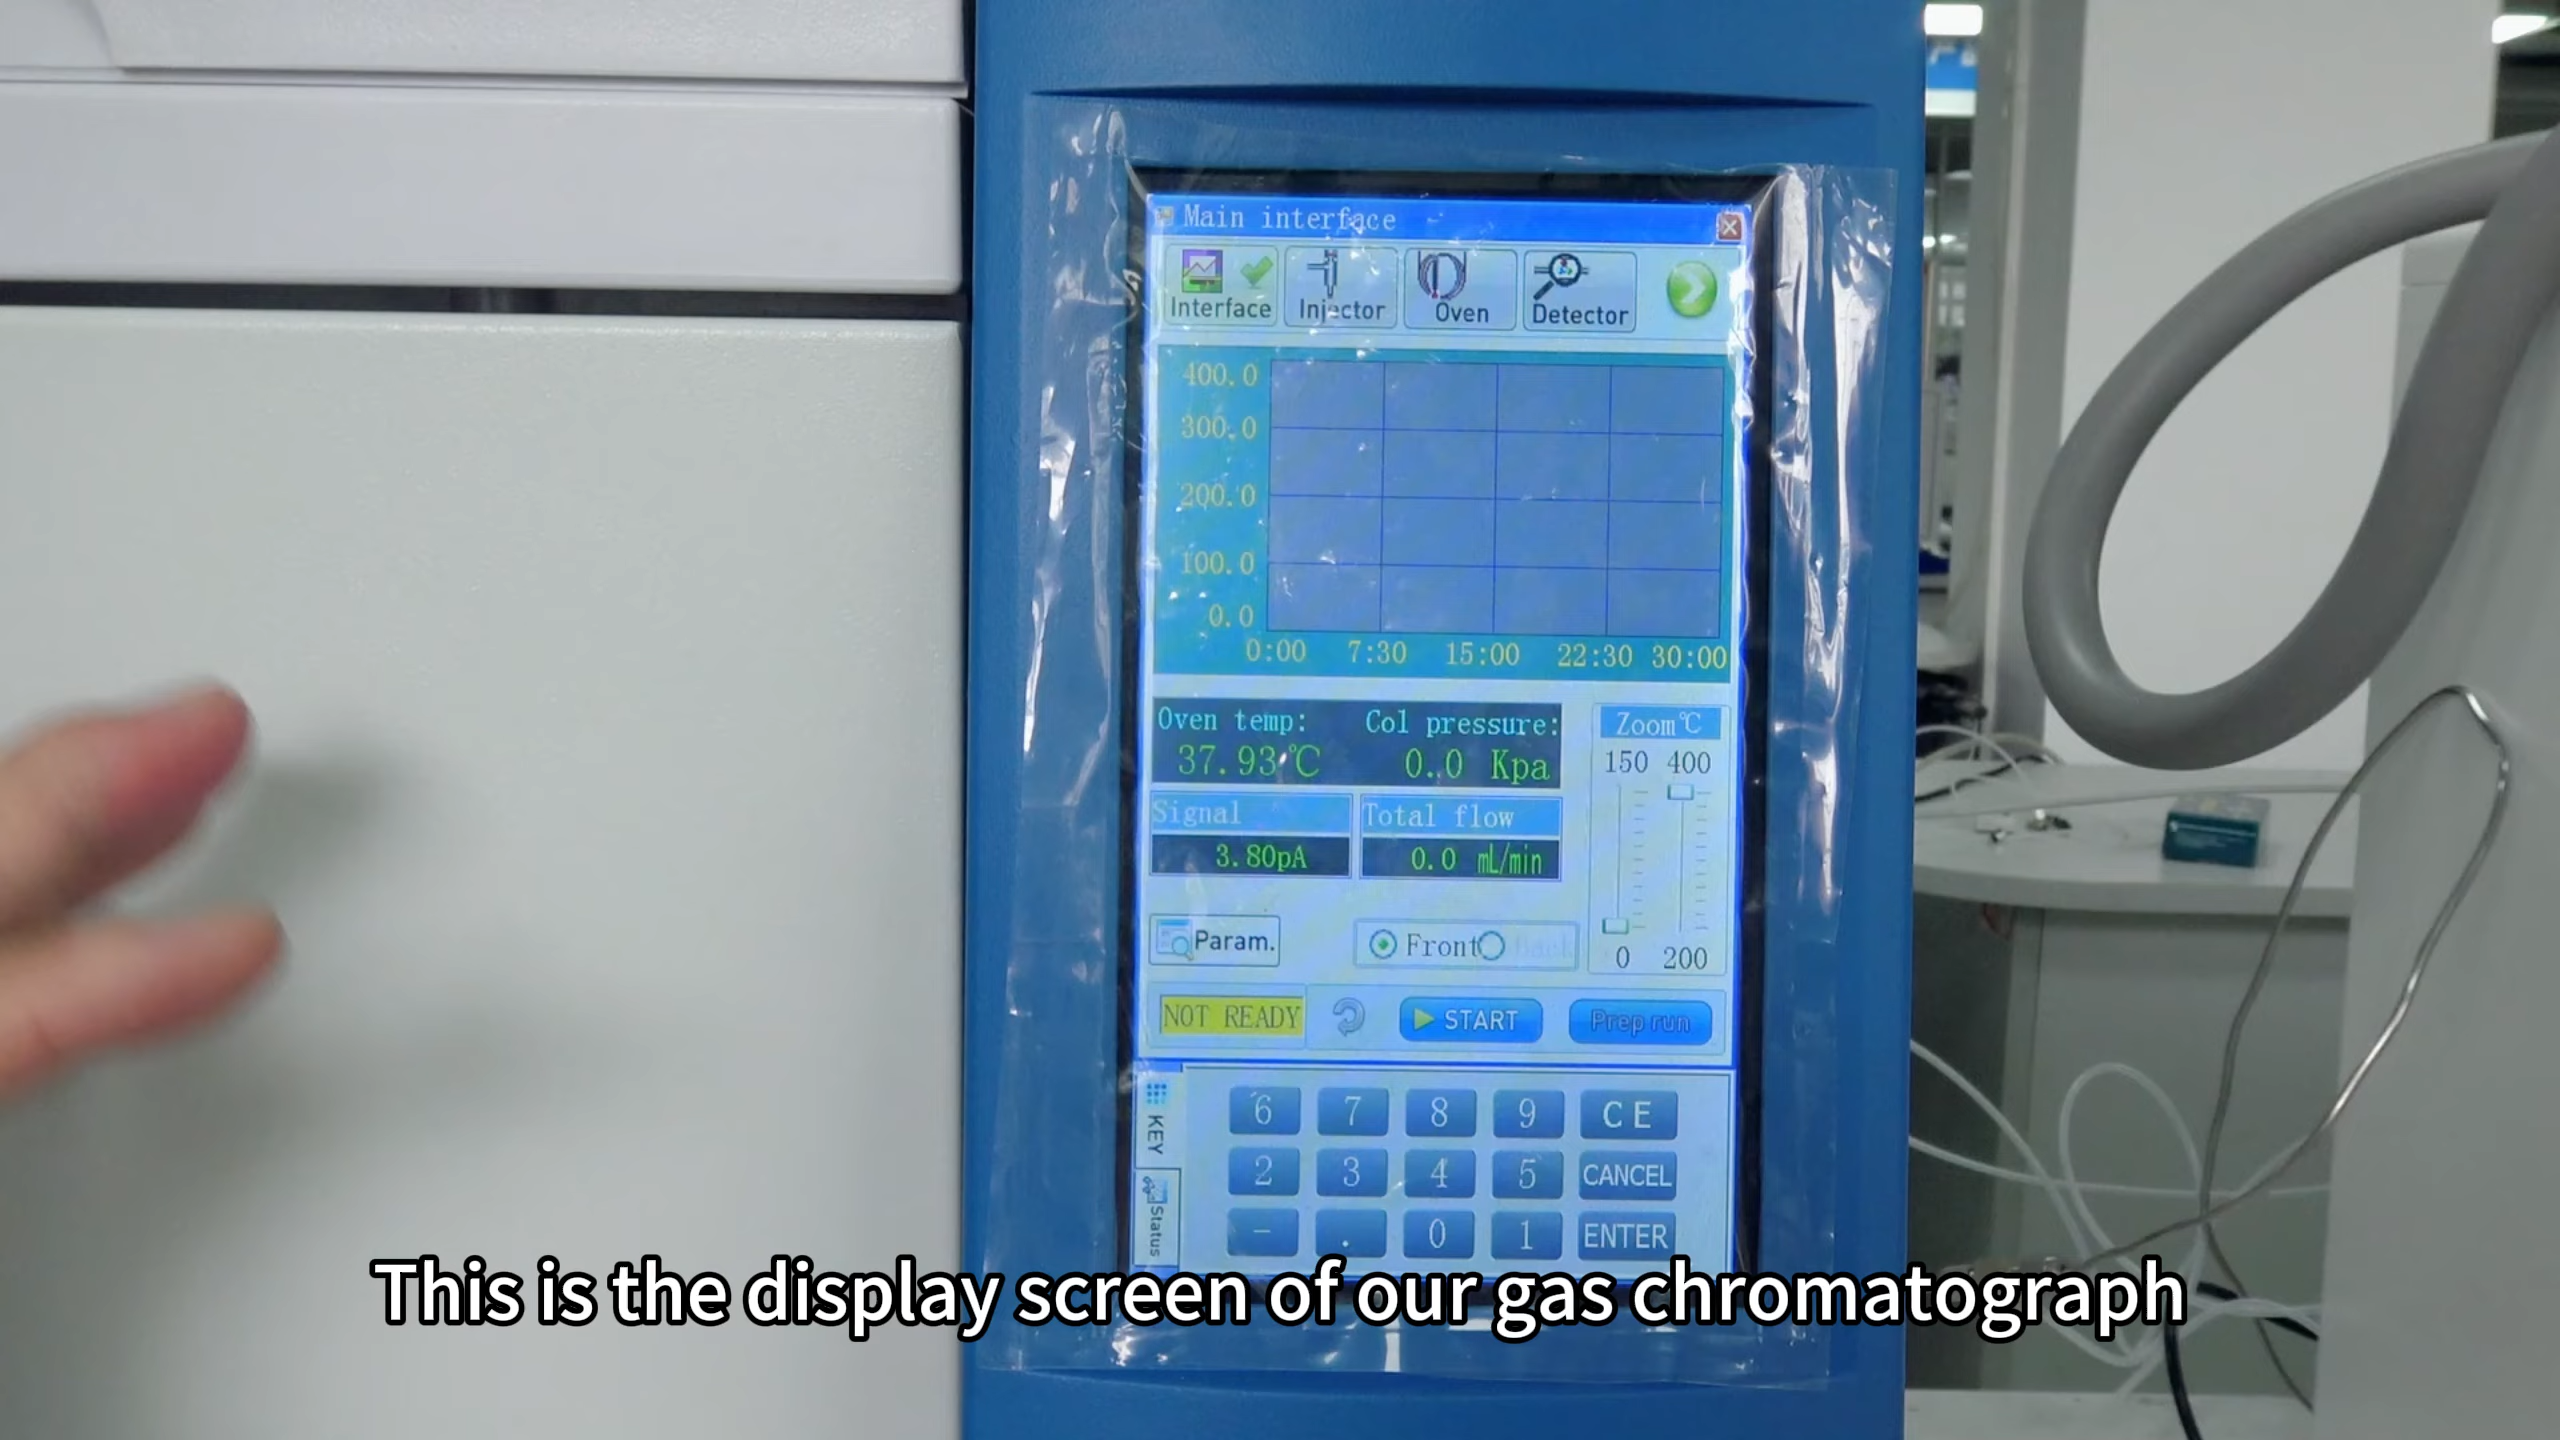 Main interface
Interface Injector Oven Detector
400.0
300.0
200.0
100.0
0.0
0:00 7:30 15:00 22:30 30:00
Oven temp: Col pressure:
37.93℃ 0.0 Kpa
Zoom℃
150 400
Signal Total flow
3.80pA 0.0 mL/min
Param. Front Back
0 200
NOT READY START Prep run
KEY
Status
6 7 8 9 CE
2 3 4 5 CANCEL
- . 0 1 ENTER
This is the display screen of our gas chromatograph